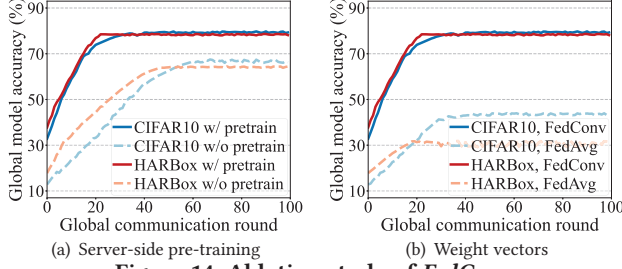 Global model accuracy (%)
90
70
50
30
10
CIFAR10 w/ pretrain
CIFAR10 w/o pretrain
HARBox w/ pretrain
HARBox w/o pretrain
0 20 40 60 80 100
Global communication round
(a) Server-side pre-training
Global model accuracy (%)
90
70
50
30
10
CIFAR10, FedConv
CIFAR10, FedAvg
HARBox, FedConv
HARBox, FedAvg
0 20 40 60 80 100
Global communication round
(b) Weight vectors